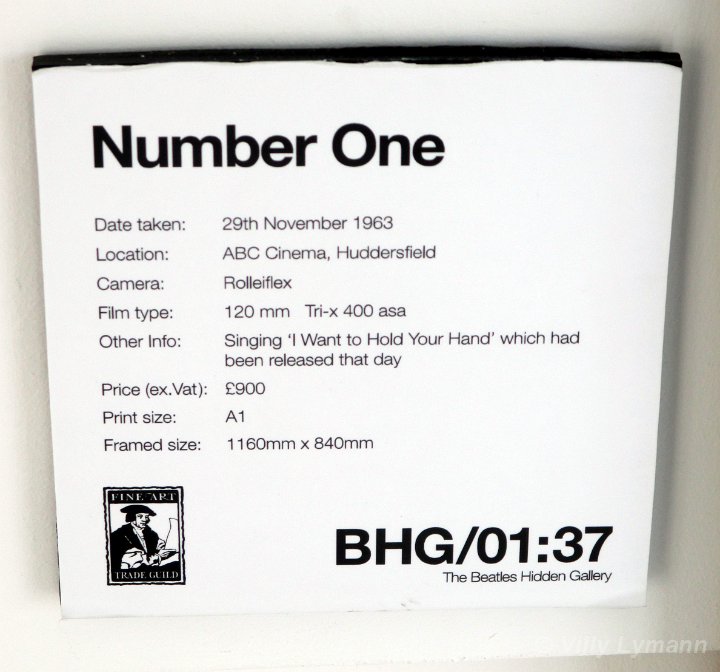 Number One
Date taken: 29th November 1963
Location: ABC Cinema, Huddersfield
Camera: Rolleiflex
Film type: 120 mm Tri-x 400 asa
Other Info: Singing ‘I Want to Hold Your Hand’ which had
been released that day
Price (ex.Vat): £900
Print size: A1
Framed size: 1160mm x 840mm
FINE ART
TRADE GUILD
BHG/01:37
The Beatles Hidden Gallery
Villy Lymann